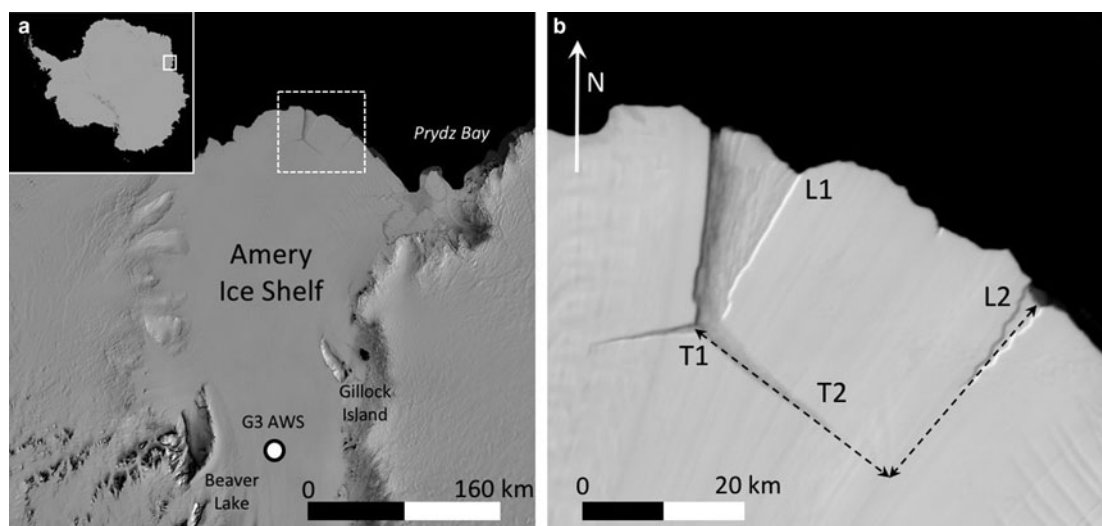 a
Prydz Bay
Amery
Ice Shelf
Gillock
Island
G3 AWS
Beaver
Lake
0
160 km
b
N
L1
L2
T1
T2
0
20 km